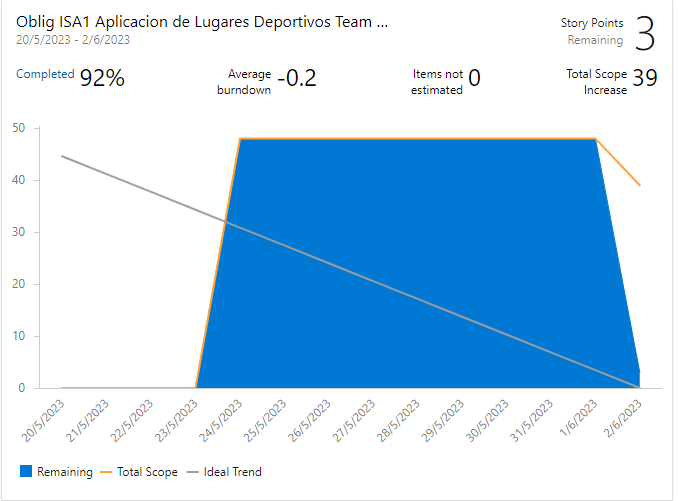 Oblig ISA1 Aplicacion de Lugares Deportivos Team ...
20/5/2023 - 2/6/2023
Story Points
Remaining
3
Completed
92%
Average
burndown
-0.2
Items not
estimated
0
Total Scope
Increase
39
50
40
30
20
10
0
20/5/2023
21/5/2023
22/5/2023
23/5/2023
24/5/2023
25/5/2023
26/5/2023
27/5/2023
28/5/2023
29/5/2023
30/5/2023
31/5/2023
1/6/2023
2/6/2023
Remaining
Total Scope
Ideal Trend